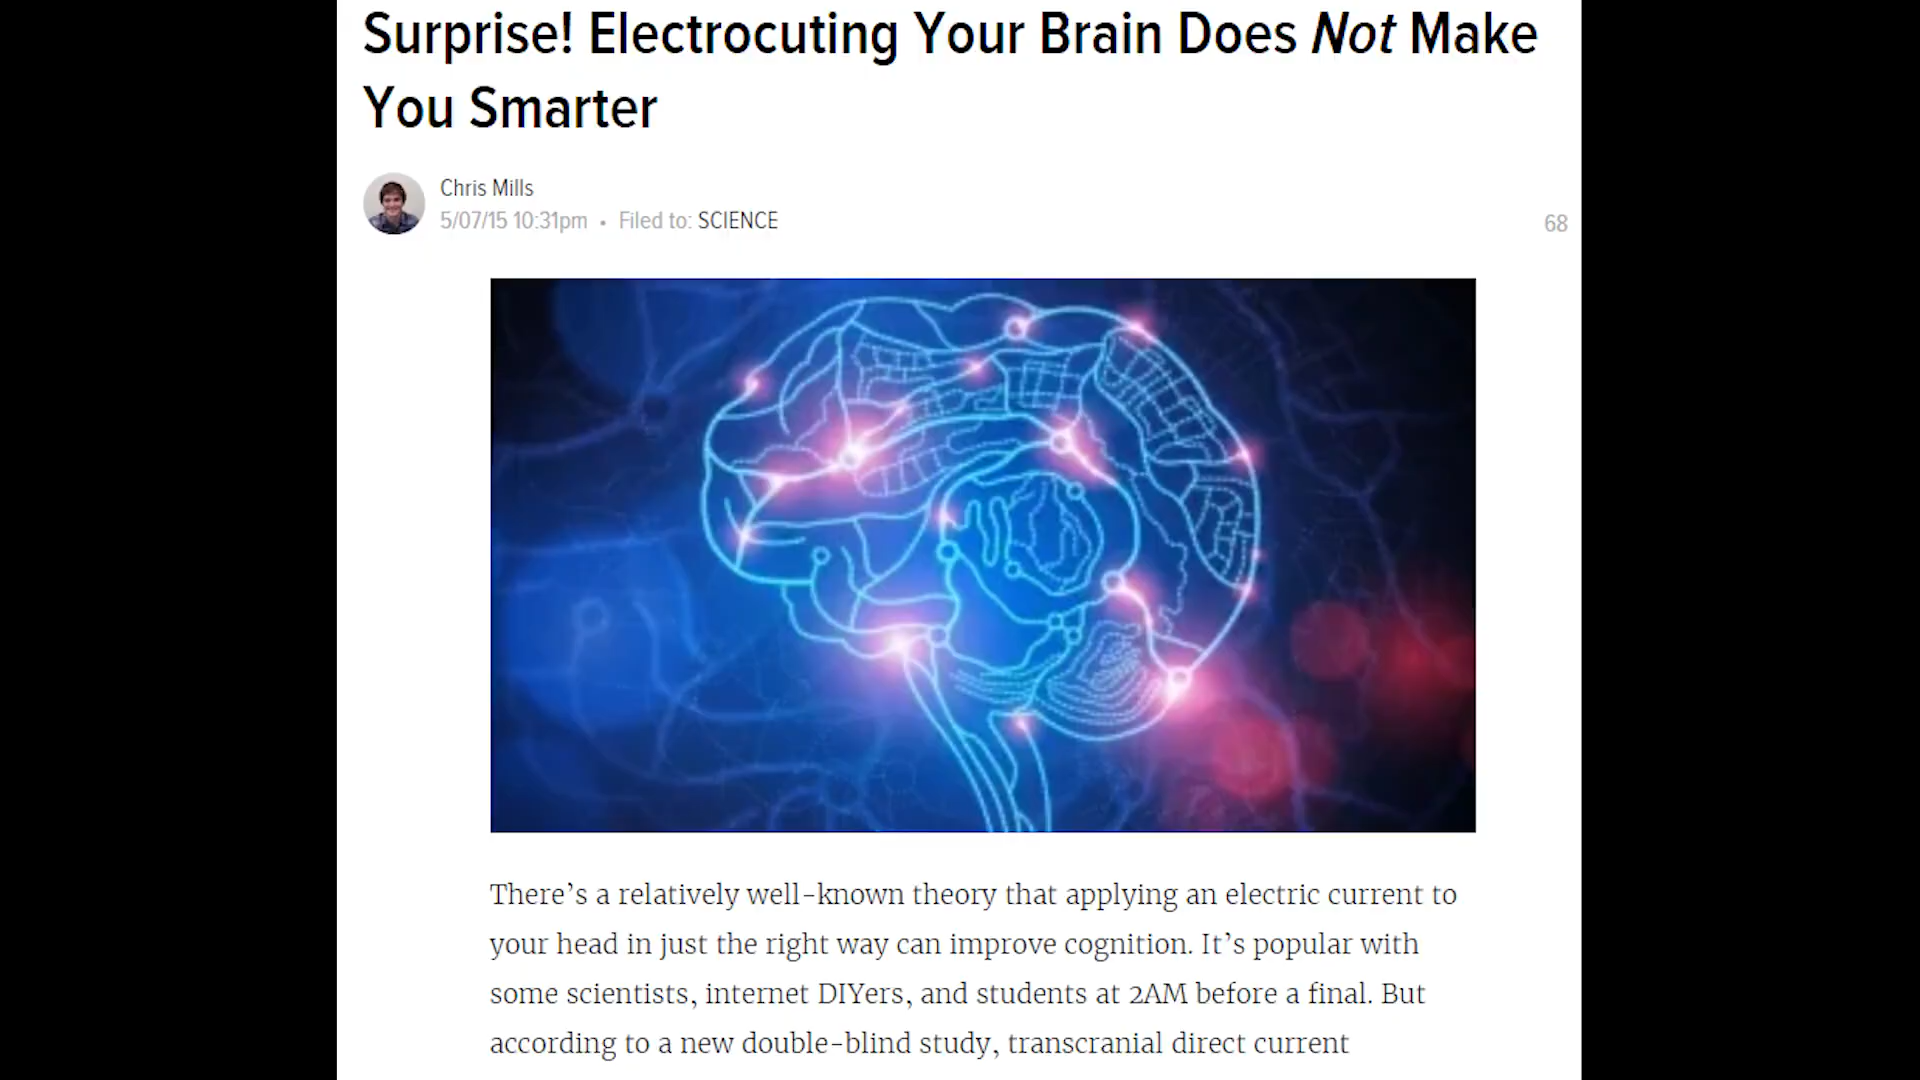 Surprise! Electrocuting Your Brain Does Not Make
You Smarter
Chris Mills
5/07/15 10:31pm • Filed to: SCIENCE
68
There’s a relatively well-known theory that applying an electric current to
your head in just the right way can improve cognition. It’s popular with
some scientists, internet DIYers, and students at 2AM before a final. But
according to a new double-blind study, transcranial direct current